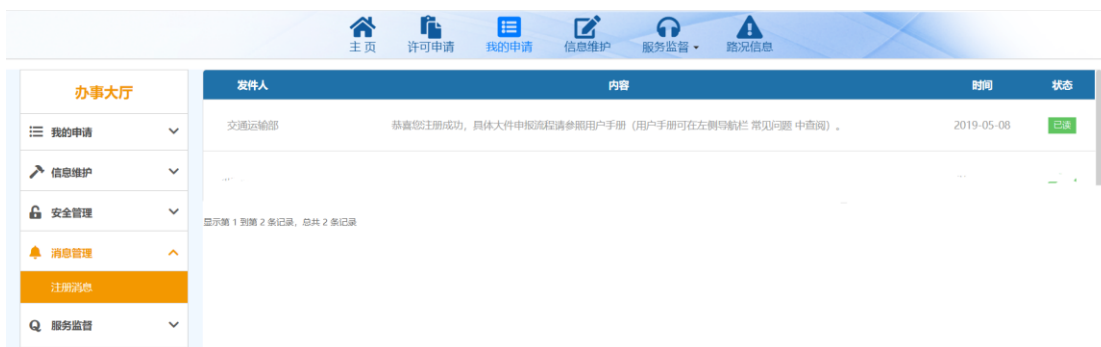 主 页 许可申请 我的申请 信息维护 服务监督 路况信息
办事大厅
发件人 内容 时间 状态
我的申请
交通运输部 恭喜您注册成功，具体大件申报流程请参照用户手册（用户手册可在左侧导航栏 常见问题 中查阅）。 2019-05-08 已读
信息维护
安全管理
显示第 1 到第 2 条记录，总共 2 条记录
消息管理
注册消息
服务监督